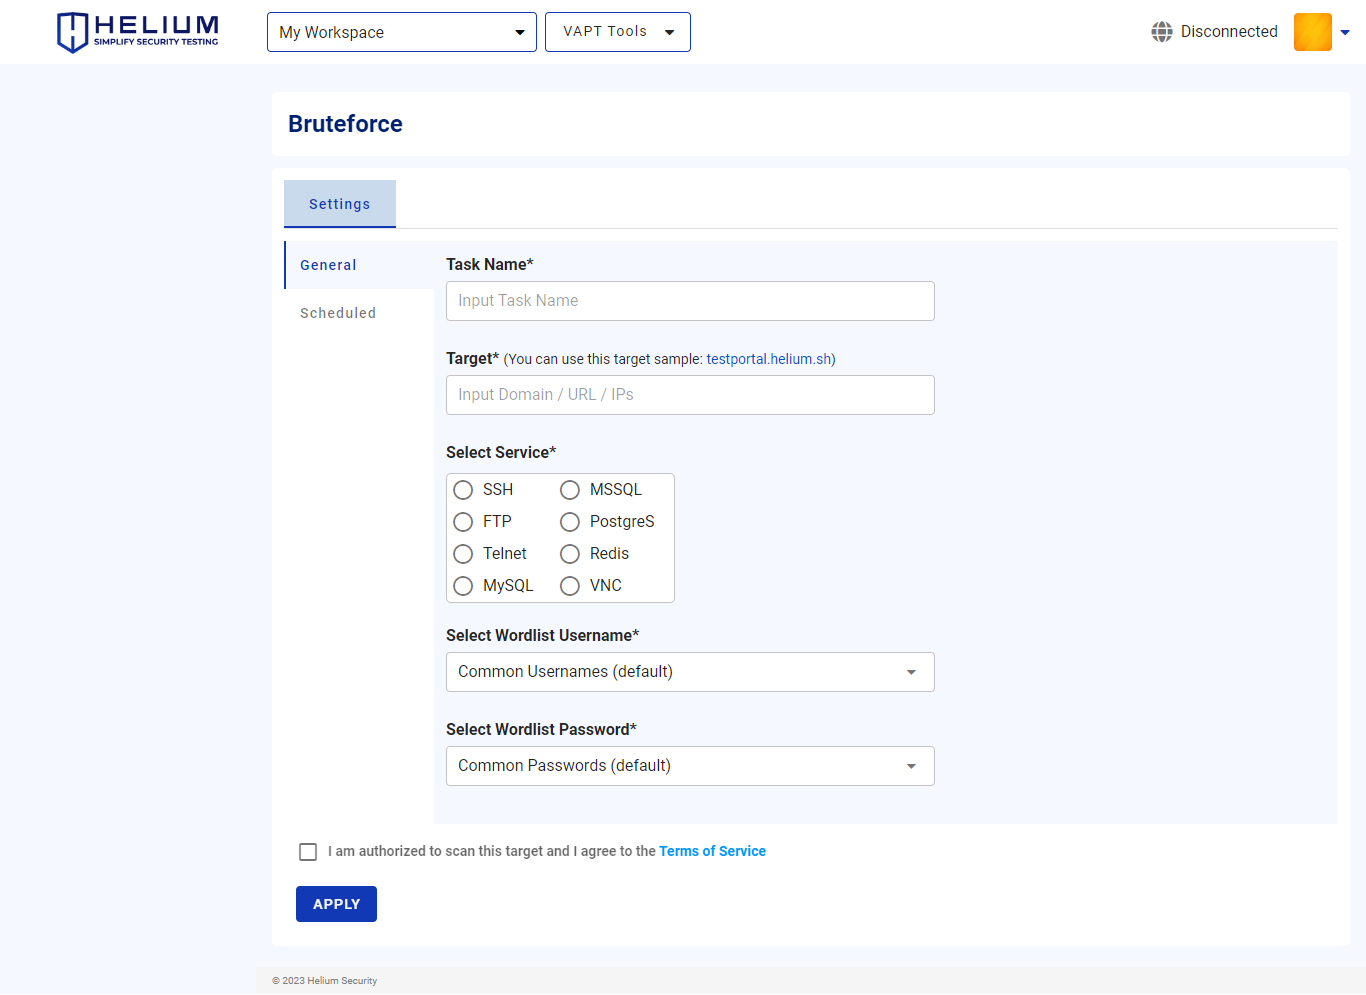 HELIUM
SIMPLIFY SECURITY TESTING
My Workspace
VAPT Tools
Disconnected
Bruteforce
Settings
General
Scheduled
Task Name*
Input Task Name
Target* (You can use this target sample: testportal.helium.sh)
Input Domain / URL / IPs
Select Service*
SSH MSSQL
FTP PostgreS
Telnet Redis
MySQL VNC
Select Wordlist Username*
Common Usernames (default)
Select Wordlist Password*
Common Passwords (default)
I am authorized to scan this target and I agree to the Terms of Service
APPLY
© 2023 Helium Security